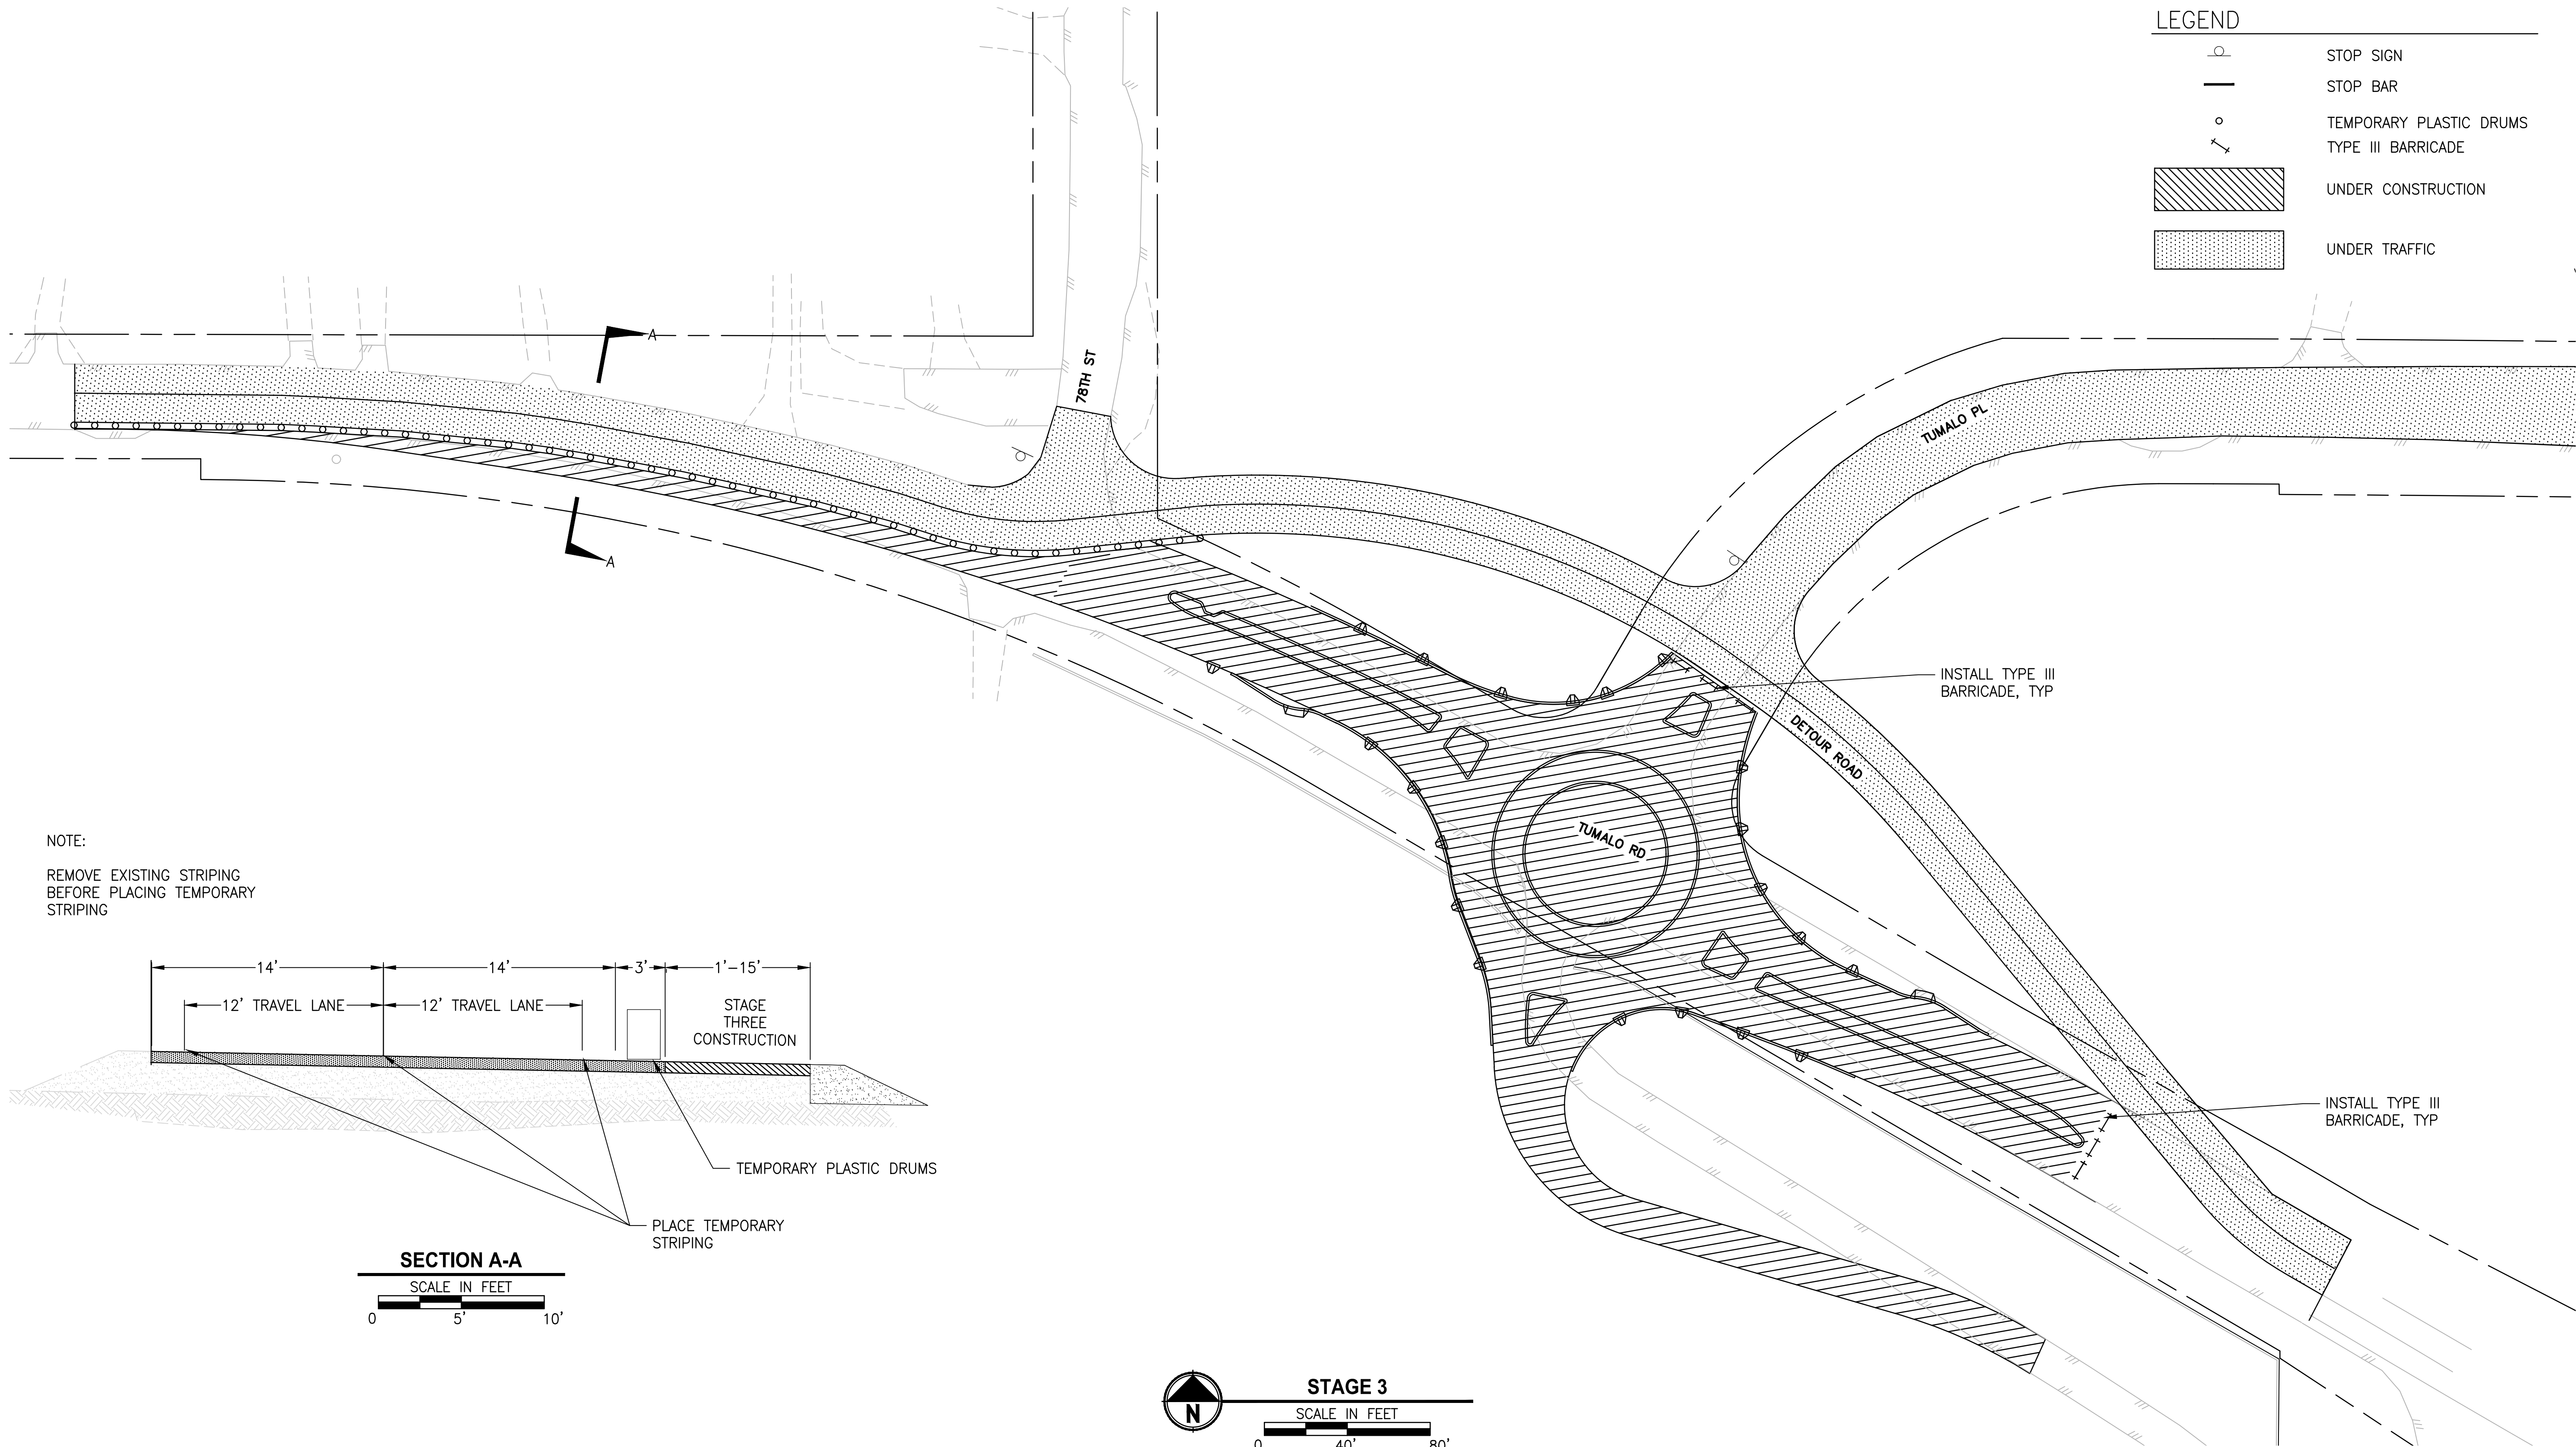 LEGEND
STOP SIGN
STOP BAR
TEMPORARY PLASTIC DRUMS
TYPE III BARRICADE
UNDER CONSTRUCTION
UNDER TRAFFIC
A
A
78TH ST
TUMALO PL
DETOUR ROAD
TUMALO RD
INSTALL TYPE III
BARRICADE, TYP
INSTALL TYPE III
BARRICADE, TYP
NOTE:
REMOVE EXISTING STRIPING
BEFORE PLACING TEMPORARY
STRIPING
14' 14' 3' 1'-15'
12' TRAVEL LANE 12' TRAVEL LANE
STAGE
THREE
CONSTRUCTION
TEMPORARY PLASTIC DRUMS
PLACE TEMPORARY
STRIPING
SECTION A-A
SCALE IN FEET
0 5' 10'
N
STAGE 3
SCALE IN FEET
0 40' 80'